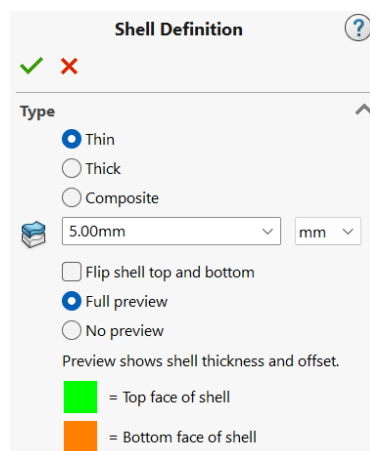 Shell Definition
?
Type
Thin
Thick
Composite
5.00mm mm
Flip shell top and bottom
Full preview
No preview
Preview shows shell thickness and offset.
= Top face of shell
= Bottom face of shell